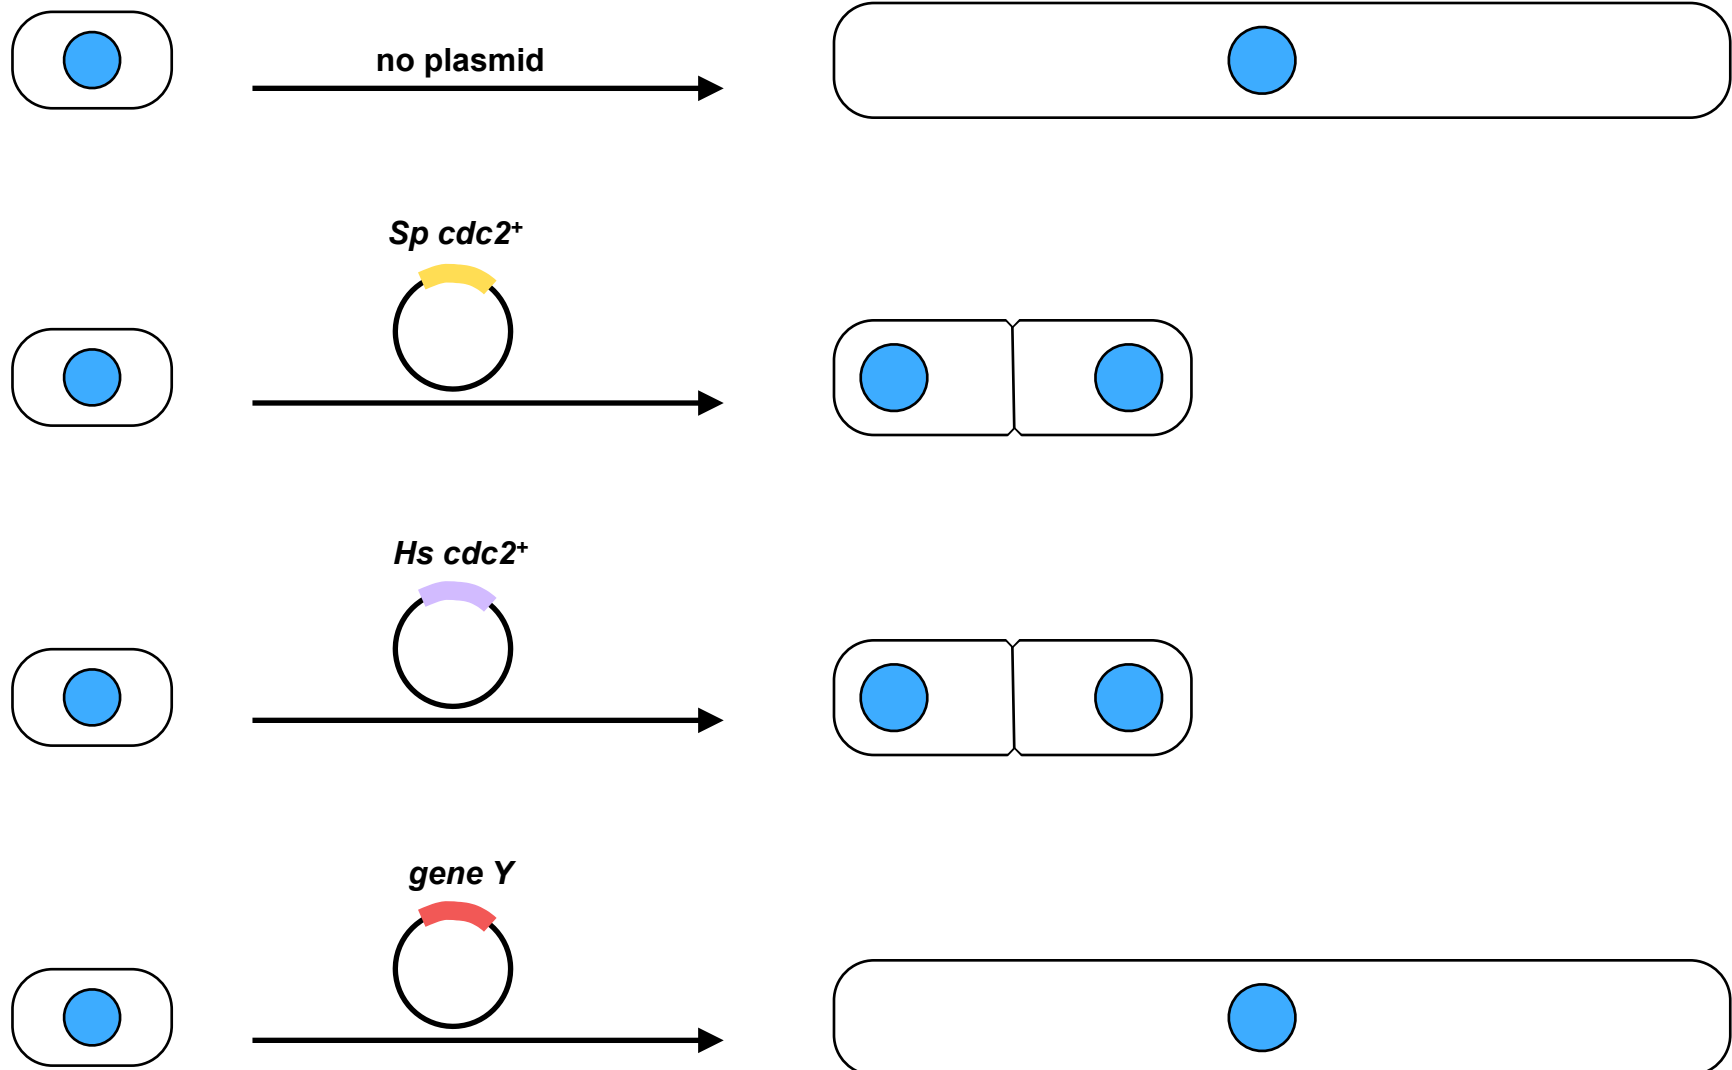 no plasmid
Sp cdc2⁺
Hs cdc2⁺
gene Y